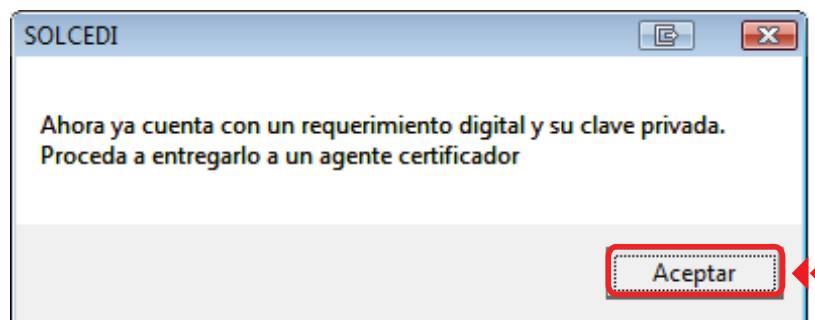 SOLCEDI
Ahora ya cuenta con un requerimiento digital y su clave privada.
Proceda a entregarlo a un agente certificador
Aceptar